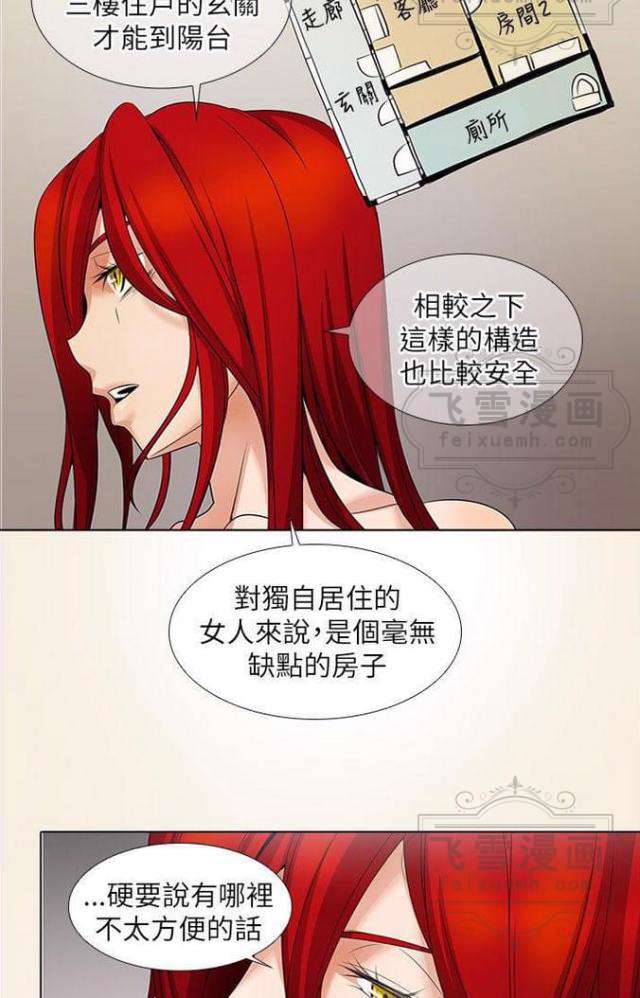 三樓住戶的玄關
才能到陽台
走廊
客廳
房間2
玄關
廁所
相較之下
這樣的構造
也比較安全
飞雪漫画
feixuemh.com
對獨自居住的
女人來說,是個毫無
缺點的房子
飞雪漫画
feixuemh.com
...硬要說有哪裡
不太方便的話